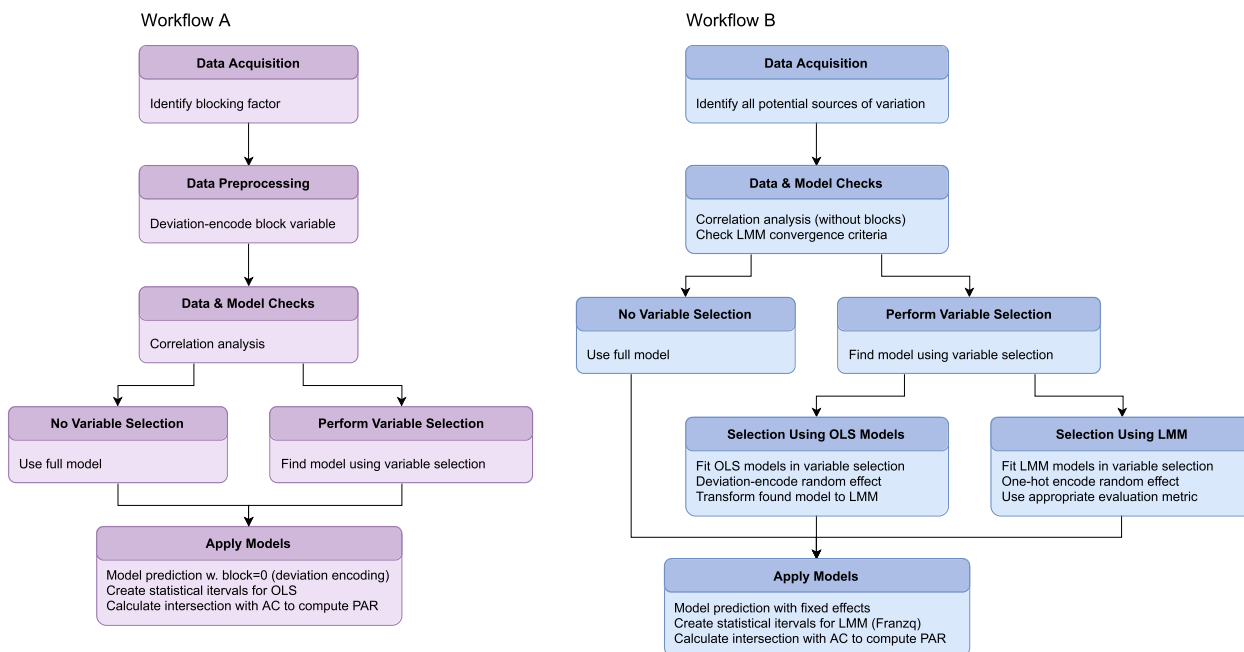 Workflow A
Data Acquisition
Identify blocking factor
Data Preprocessing
Deviation-encode block variable
Data & Model Checks
Correlation analysis
No Variable Selection
Use full model
Perform Variable Selection
Find model using variable selection
Apply Models
Model prediction w. block=0 (deviation encoding)
Create statistical itervals for OLS
Calculate intersection with AC to compute PAR
Workflow B
Data Acquisition
Identify all potential sources of variation
Data & Model Checks
Correlation analysis (without blocks)
Check LMM convergence criteria
No Variable Selection
Use full model
Perform Variable Selection
Find model using variable selection
Selection Using OLS Models
Fit OLS models in variable selection
Deviation-encode random effect
Transform found model to LMM
Selection Using LMM
Fit LMM models in variable selection
One-hot encode random effect
Use appropriate evaluation metric
Apply Models
Model prediction with fixed effects
Create statistical itervals for LMM (Franzq)
Calculate intersection with AC to compute PAR